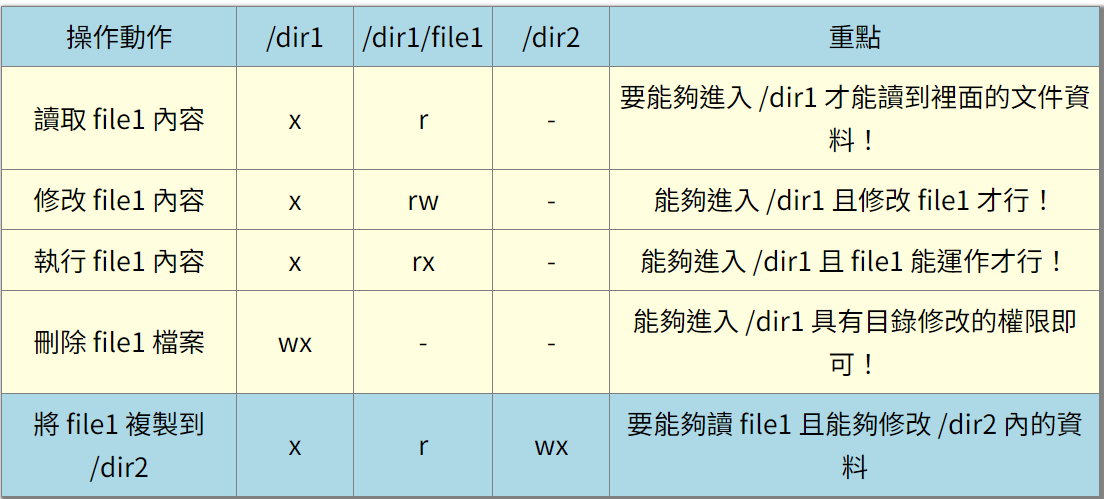 操作動作 /dir1 /dir1/file1 /dir2 重點
讀取 file1 內容 x r - 要能夠進入 /dir1 才能讀到裡面的文件資
料！
修改 file1 內容 x rw - 能夠進入 /dir1 且修改 file1 才行！
執行 file1 內容 x rx - 能夠進入 /dir1 且 file1 能運作才行！
刪除 file1 檔案 wx - - 能夠進入 /dir1 具有目錄修改的權限即
可！
將 file1 複製到
/dir2 x r wx 要能夠讀 file1 且能夠修改 /dir2 內的資
料